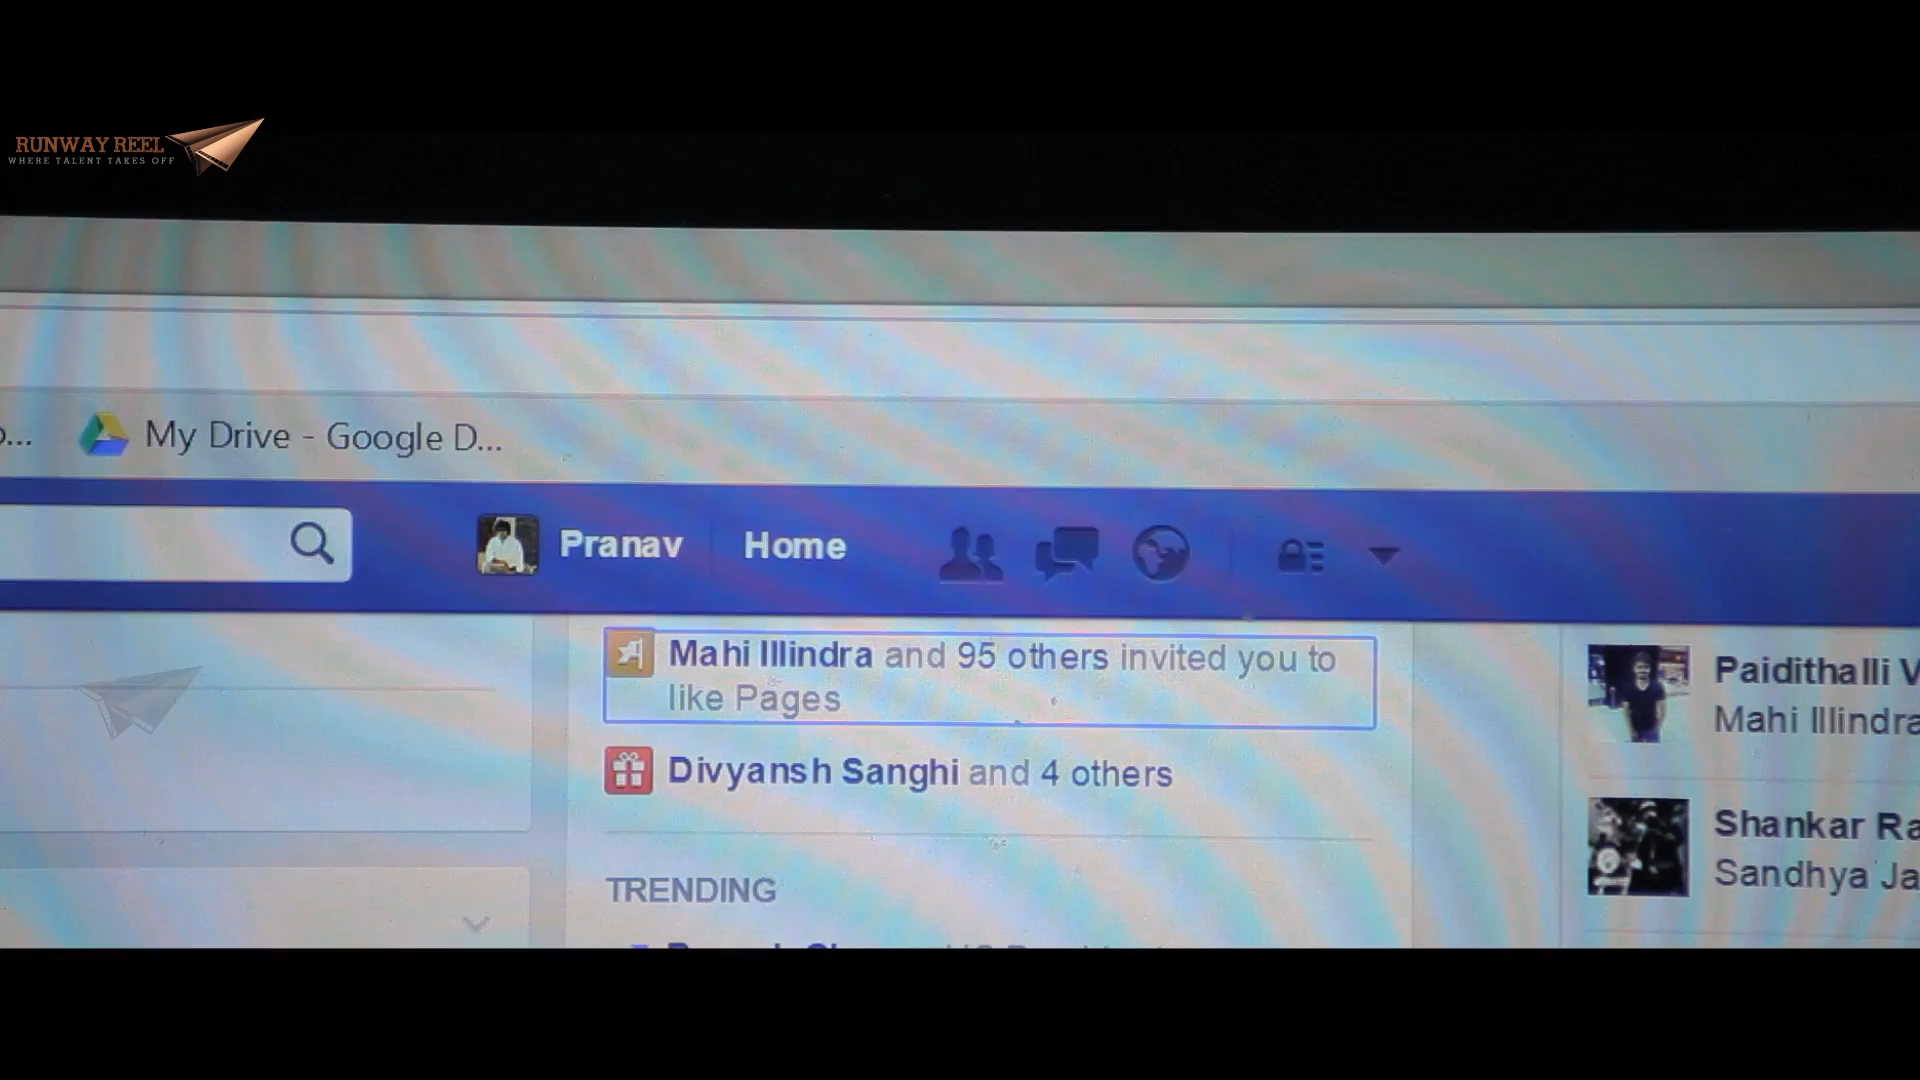 RUNWAY REEL
WHERE TALENT TAKES OFF
My Drive - Google D...
Pranav
Home
Mahi Illindra and 95 others invited you to
like Pages
Paidithalli V
Mahi Illindra
Divyansh Sanghi and 4 others
Shankar Ra
Sandhya Ja
TRENDING